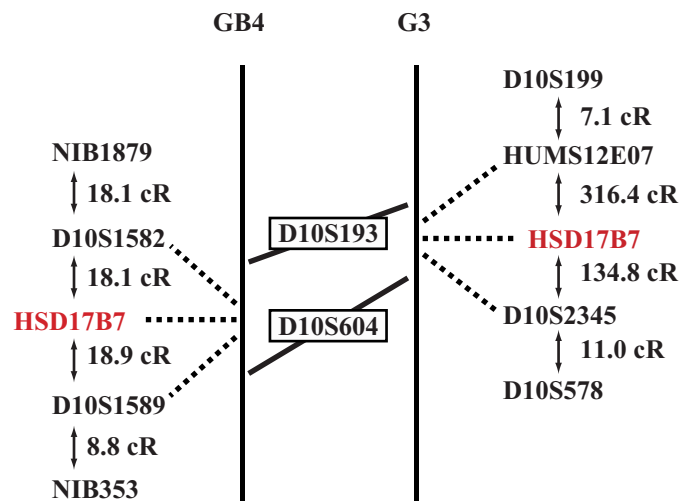 GB4
G3
NIB1879
18.1 cR
D10S1582
18.1 cR
HSD17B7
18.9 cR
D10S1589
8.8 cR
NIB353
D10S193
D10S604
D10S199
7.1 cR
HUMS12E07
316.4 cR
HSD17B7
134.8 cR
D10S2345
11.0 cR
D10S578